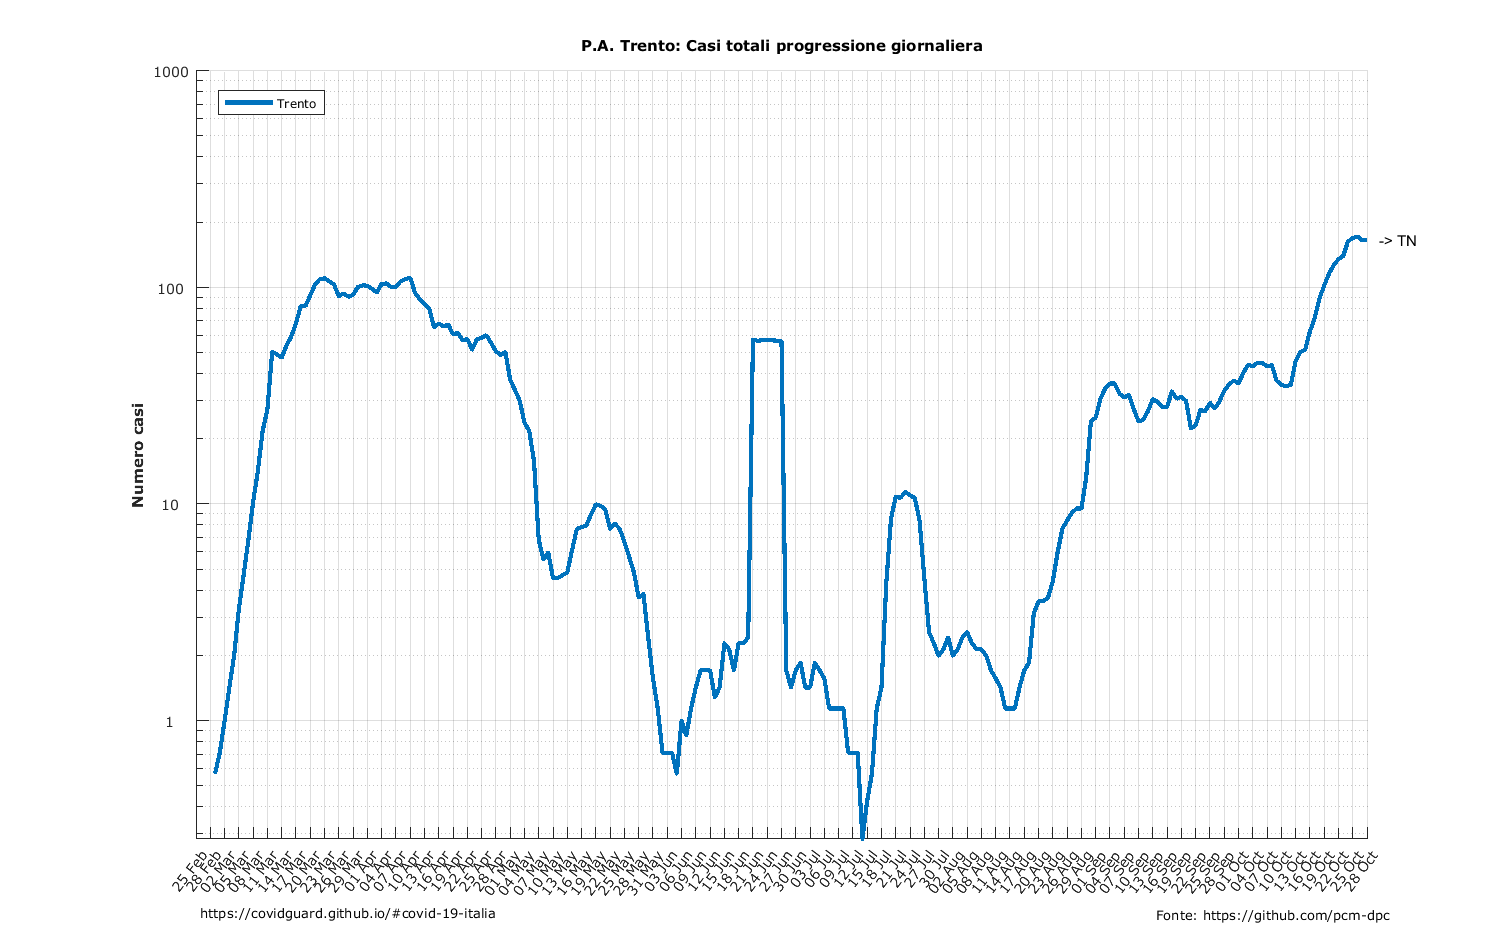 P.A. Trento: Casi totali progressione giornaliera
1000
Trento
-> TN
100
Numero casi
10
1
25 Feb
28 Feb
02 Mar
05 Mar
08 Mar
11 Mar
14 Mar
17 Mar
20 Mar
23 Mar
26 Mar
29 Mar
01 Apr
04 Apr
07 Apr
10 Apr
13 Apr
16 Apr
19 Apr
22 Apr
25 Apr
28 Apr
01 May
04 May
07 May
10 May
13 May
16 May
19 May
22 May
25 May
28 May
31 May
03 Jun
06 Jun
09 Jun
12 Jun
15 Jun
18 Jun
21 Jun
24 Jun
27 Jun
30 Jun
03 Jul
06 Jul
09 Jul
12 Jul
15 Jul
18 Jul
21 Jul
24 Jul
27 Jul
30 Jul
02 Aug
05 Aug
08 Aug
11 Aug
14 Aug
17 Aug
20 Aug
23 Aug
26 Aug
29 Aug
01 Sep
04 Sep
07 Sep
10 Sep
13 Sep
16 Sep
19 Sep
22 Sep
25 Sep
28 Sep
01 Oct
04 Oct
07 Oct
10 Oct
13 Oct
16 Oct
19 Oct
22 Oct
25 Oct
28 Oct
https://covidguard.github.io/#covid-19-italia
Fonte: https://github.com/pcm-dpc